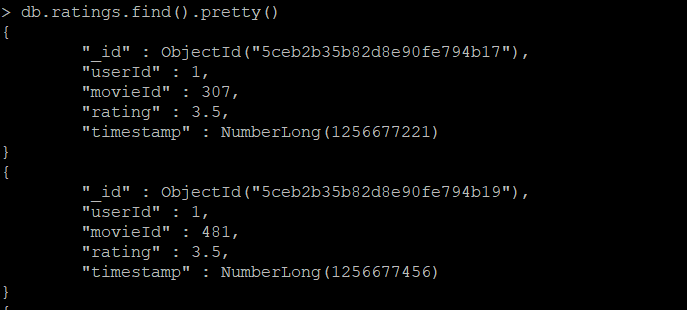 > db.ratings.find().pretty()
{
        "_id" : ObjectId("5ceb2b35b82d8e90fe794b17"),
        "userId" : 1,
        "movieId" : 307,
        "rating" : 3.5,
        "timestamp" : NumberLong(1256677221)
}
{
        "_id" : ObjectId("5ceb2b35b82d8e90fe794b19"),
        "userId" : 1,
        "movieId" : 481,
        "rating" : 3.5,
        "timestamp" : NumberLong(1256677456)
}
{